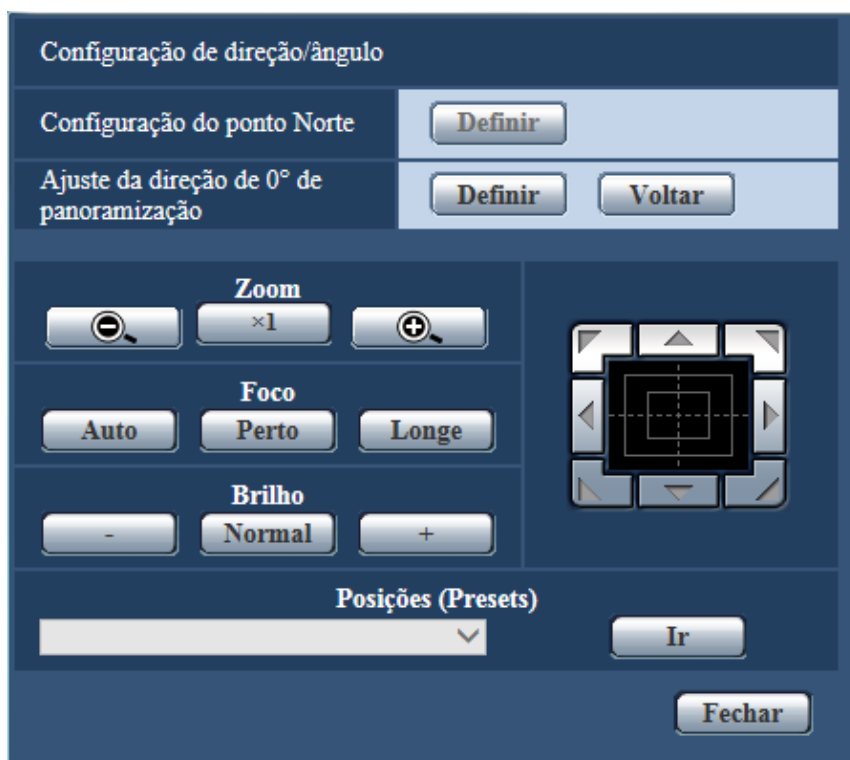 Configuração de direção/ângulo
Configuração do ponto Norte
Definir
Ajuste da direção de 0° de
panoramização
Definir
Voltar
Zoom
×1
Foco
Auto
Perto
Longe
Brilho
-
Normal
+
Posições (Presets)
Ir
Fechar